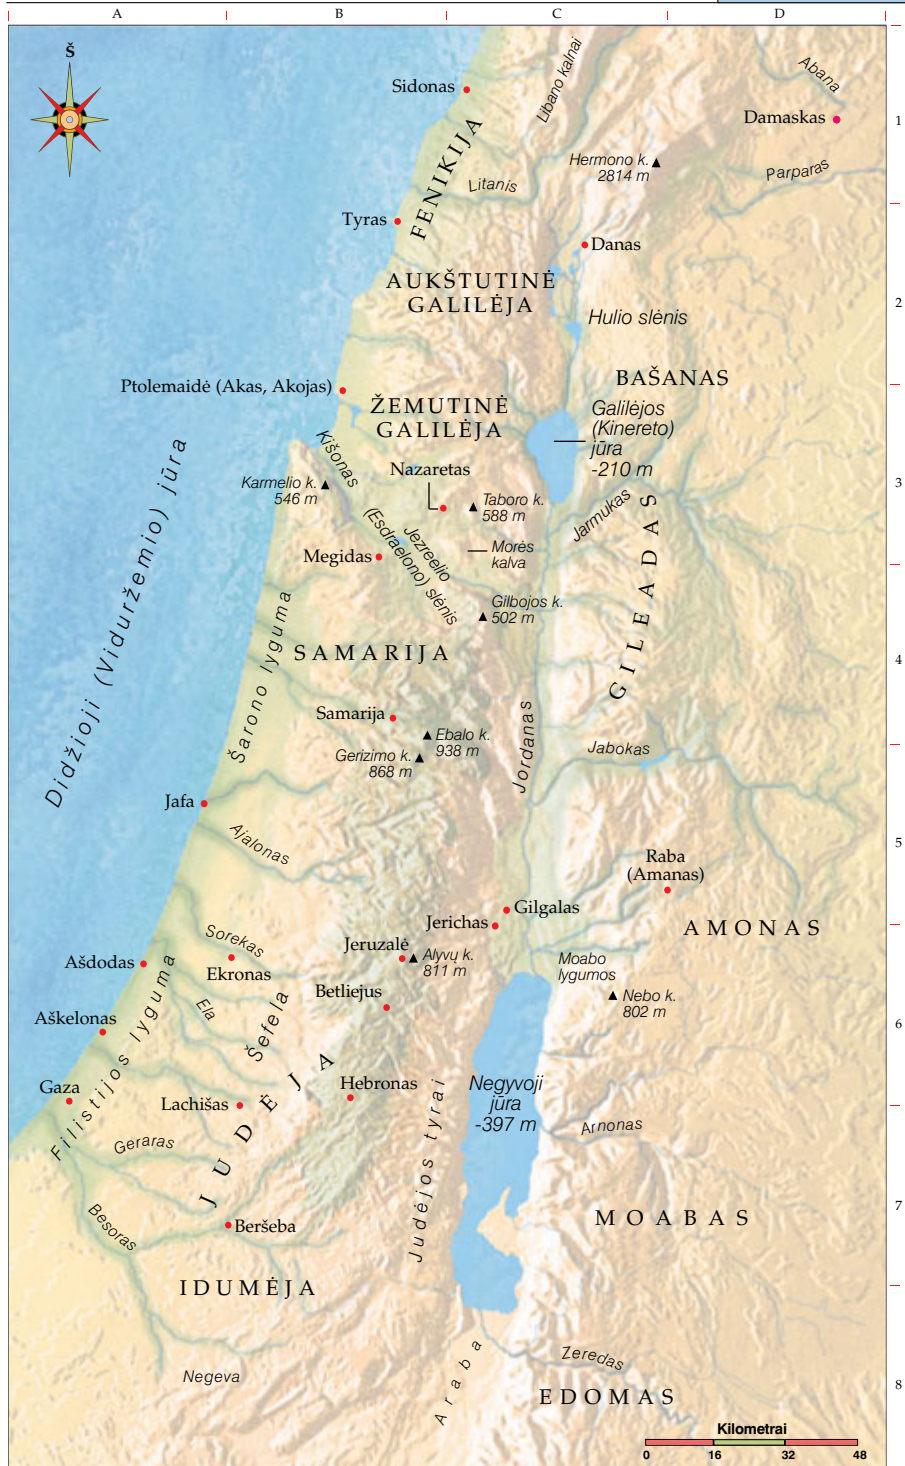 A B C D
Š
1
2
3
4
5
6
7
8
Sidonas
Libano kalnai
Abana
Damaskas
FENIKIJA
Hermono k.
2814 m
Parparas
Litanis
Tyras
Danas
AUKŠTUTINĖ
GALILĖJA
Hulio slėnis
BAŠANAS
Ptolemaidė (Akas, Akojas)
ŽEMUTINĖ
GALILĖJA
Galilėjos
(Kinereto)
jūra
-210 m
Kišonas
Nazaretas
Karmelio k.
546 m
Taboro k.
588 m
Jarmukas
Didžioji (Viduržemio) jūra
Jezreelio
(Esdraelono) slėnis
Morės
kalva
Megidas
GILEADAS
Gilbojos k.
502 m
Šarono lyguma
SAMARIJA
Samarija
Ebalo k.
938 m
Gerizimo k.
868 m
Jordanas
Jabokas
Jafa
Ajalonas
Raba
(Amanas)
Gilgalas
Jerichas
AMONAS
Sorekas
Jeruzalė
Alyvų k.
811 m
Moabo
lygumos
Ašdodas
Ekronas
Betliejus
Nebo k.
802 m
Ela
Šefela
Aškelonas
Filistijos lyguma
Gaza
Lachišas
Hebronas
JUDĖJA
Negyvoji
jūra
-397 m
Judėjos tyrai
Arnonas
Geraras
Besoras
Beršeba
MOABAS
IDUMĖJA
Negeva
Araba
Zeredas
EDOMAS
Kilometrai
0 16 32 48